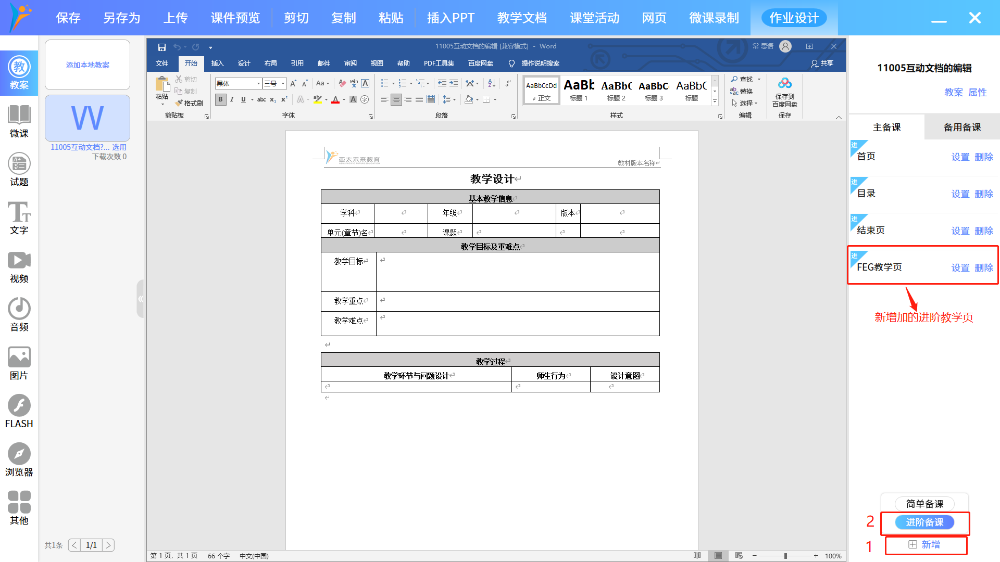 保存 另存为 上传 课件预览 剪切 复制 粘贴 插入PPT 教学文档 课堂活动 网页 微课录制 作业设计
教
教案
微课
试题
文字
视频
音频
图片
FLASH
浏览器
其他
添加本地教案
W
11005互动文档?... 选用
下载次数 0
共1条 1/1
11005互动文档的编辑 [兼容模式] - Word
常 思语
文件 开始 插入 设计 布局 引用 邮件 审阅 视图 帮助 PDF工具集 百度网盘 操作说明搜索 共享
粘贴
剪切
复制
格式刷
剪贴板
黑体 三号
字体
段落
AaBbCcDd 正文
AaBb 标题 1
AaBbC 标题 2
AaBbC 标题 3
AaBbC 标题
样式
查找
替换
选择
编辑
保存到
百度网盘
保存
亚太未来教育
ASIA PACIFIC FUTURE EDUCATION
教材版本名称
教学设计
基本教学信息
学科 年级 版本
单元(章节)名 课题
教学目标及重难点
教学目标
教学重点
教学难点
教学过程
教学环节与问题设计 师生行为 设计意图
第 1 页, 共 1 页 66 个字 中文(中国)
100%
11005互动文档的编辑
教案 属性
主备课 备用备课
进
首页 设置 删除
进
目录 设置 删除
进
结束页 设置 删除
进
FEG教学页 设置 删除
新增加的进阶教学页
简单备课
2 进阶备课
1 新增